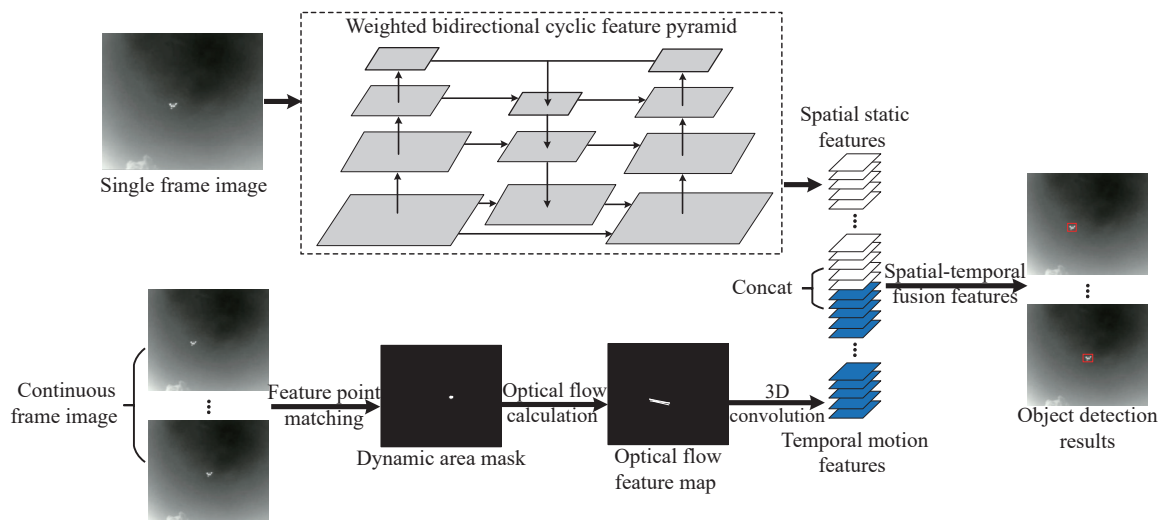 Weighted bidirectional cyclic feature pyramid
Single frame image
Spatial static
features
Concat
Spatial-temporal
fusion features
Continuous
frame image
Feature point
matching
Dynamic area mask
Optical flow
calculation
Optical flow
feature map
3D
convolution
Temporal motion
features
Object detection
results